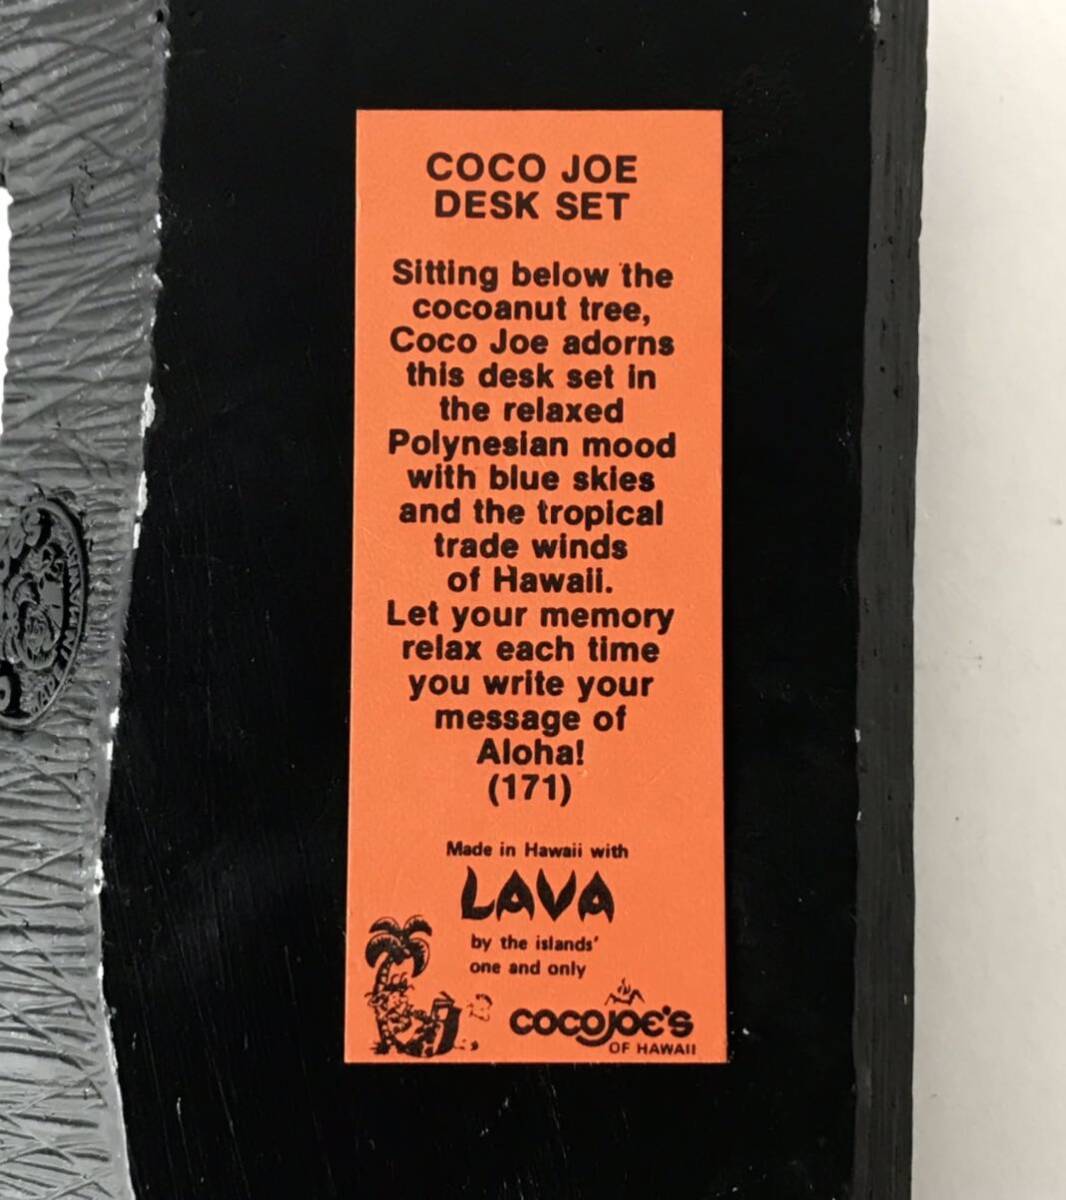 COCO JOE
DESK SET
Sitting below the
cocoanut tree,
Coco Joe adorns
this desk set in
the relaxed
Polynesian mood
with blue skies
and the tropical
trade winds
of Hawaii.
Let your memory
relax each time
you write your
message of
Aloha!
(171)
Made in Hawaii with
LAVA
by the islands'
one and only
COCOJOE'S
OF HAWAII